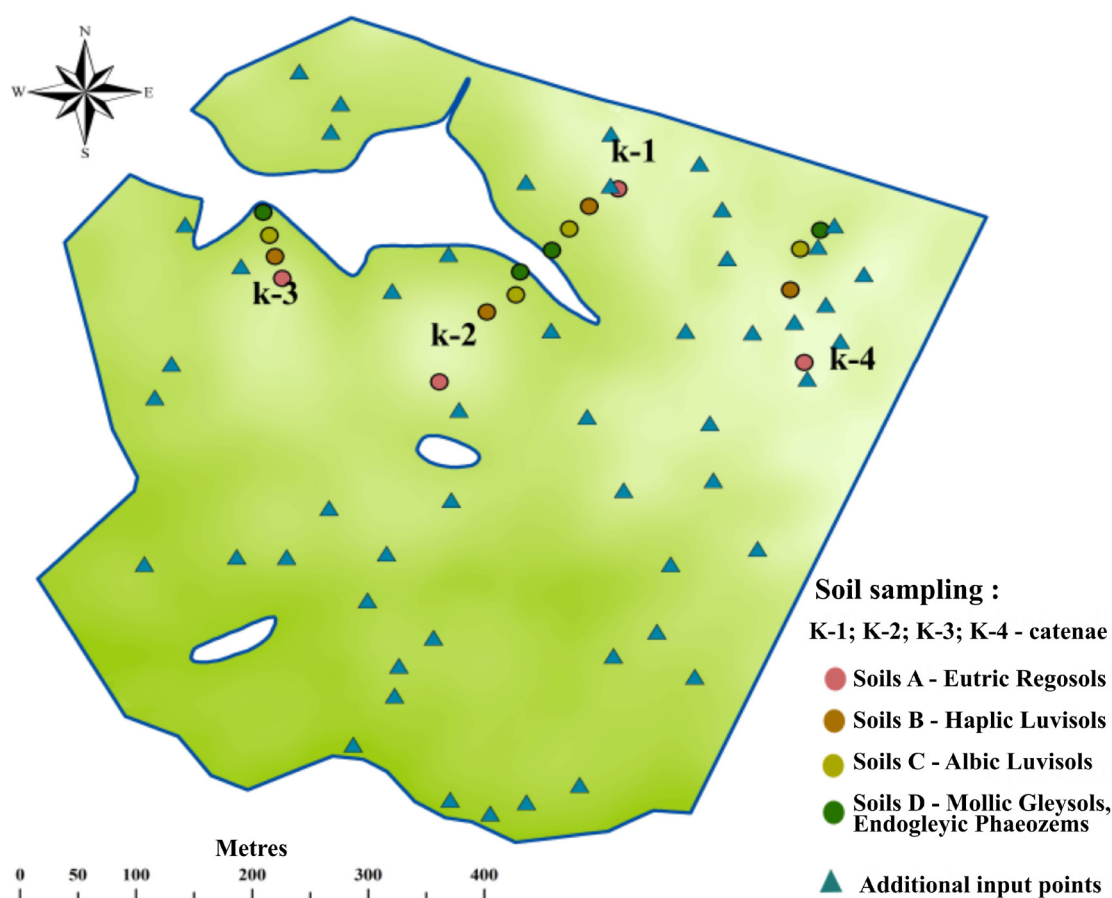 N
W
E
S
k-1
k-3
k-2
k-4
Soil sampling :
K-1; K-2; K-3; K-4 - catenae
Soils A - Eutric Regosols
Soils B - Haplic Luvisols
Soils C - Albic Luvisols
Soils D - Mollic Gleysols,
Endogleyic Phaeozems
Additional input points
Metres
0 50 100 200 300 400